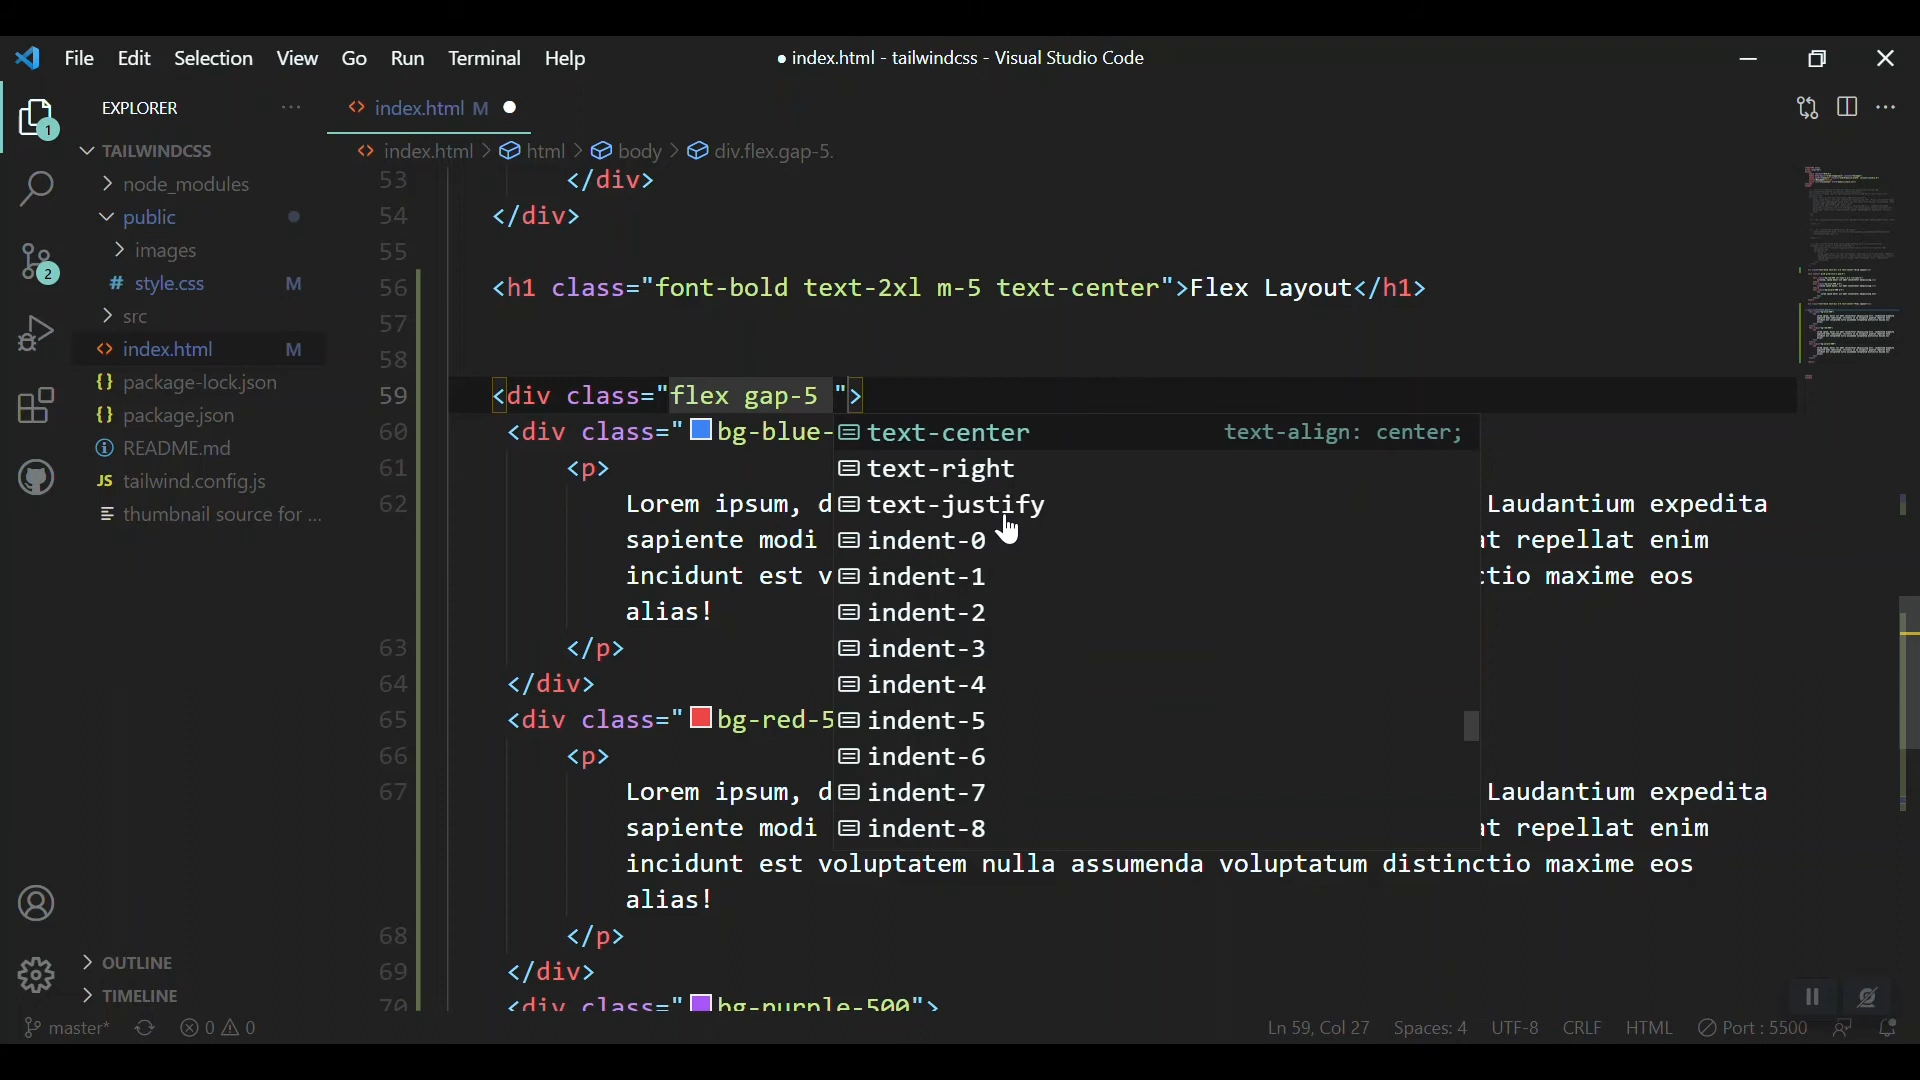 File Edit Selection View Go Run Terminal Help
● index.html - tailwindcss - Visual Studio Code
EXPLORER
index.html M
TAILWINDCSS
node_modules
public
images
# style.css M
src
index.html M
{} package-lock.json
{} package.json
README.md
JS tailwind.config.js
thumbnail source for ...
OUTLINE
TIMELINE
1
2
index.html > html > body > div.flex.gap-5.
53 </div>
54 </div>
55
56 <h1 class="font-bold text-2xl m-5 text-center">Flex Layout</h1>
57
58
59 <div class="flex gap-5 ">
60 <div class="bg-blue-
61 <p>
62 Lorem ipsum, d Laudantium expedita
sapiente modi at repellat enim
incidunt est v ctio maxime eos
alias!
63 </p>
64 </div>
65 <div class="bg-red-5
66 <p>
67 Lorem ipsum, d Laudantium expedita
sapiente modi at repellat enim
incidunt est voluptatem nulla assumenda voluptatum distinctio maxime eos
alias!
68 </p>
69 </div>
70 <div class="bg-purple-500">
text-center text-align: center;
text-right
text-justify
indent-0
indent-1
indent-2
indent-3
indent-4
indent-5
indent-6
indent-7
indent-8
master* 0 0
Ln 59, Col 27 Spaces: 4 UTF-8 CRLF HTML Port : 5500